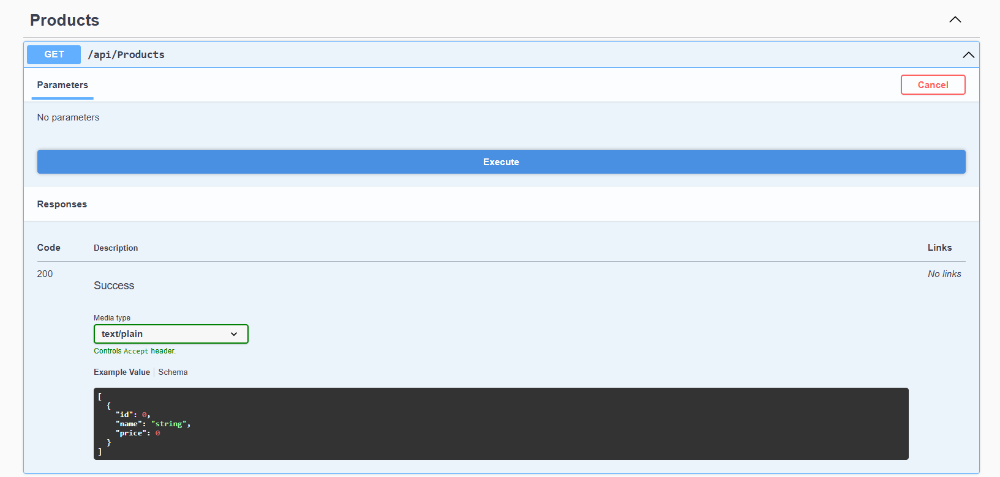 Products
GET /api/Products
Parameters Cancel
No parameters
Execute
Responses
Code Description Links
200 No links
Success
Media type
text/plain
Controls Accept header.
Example Value Schema
[
  {
    "id": 0,
    "name": "string",
    "price": 0
  }
]